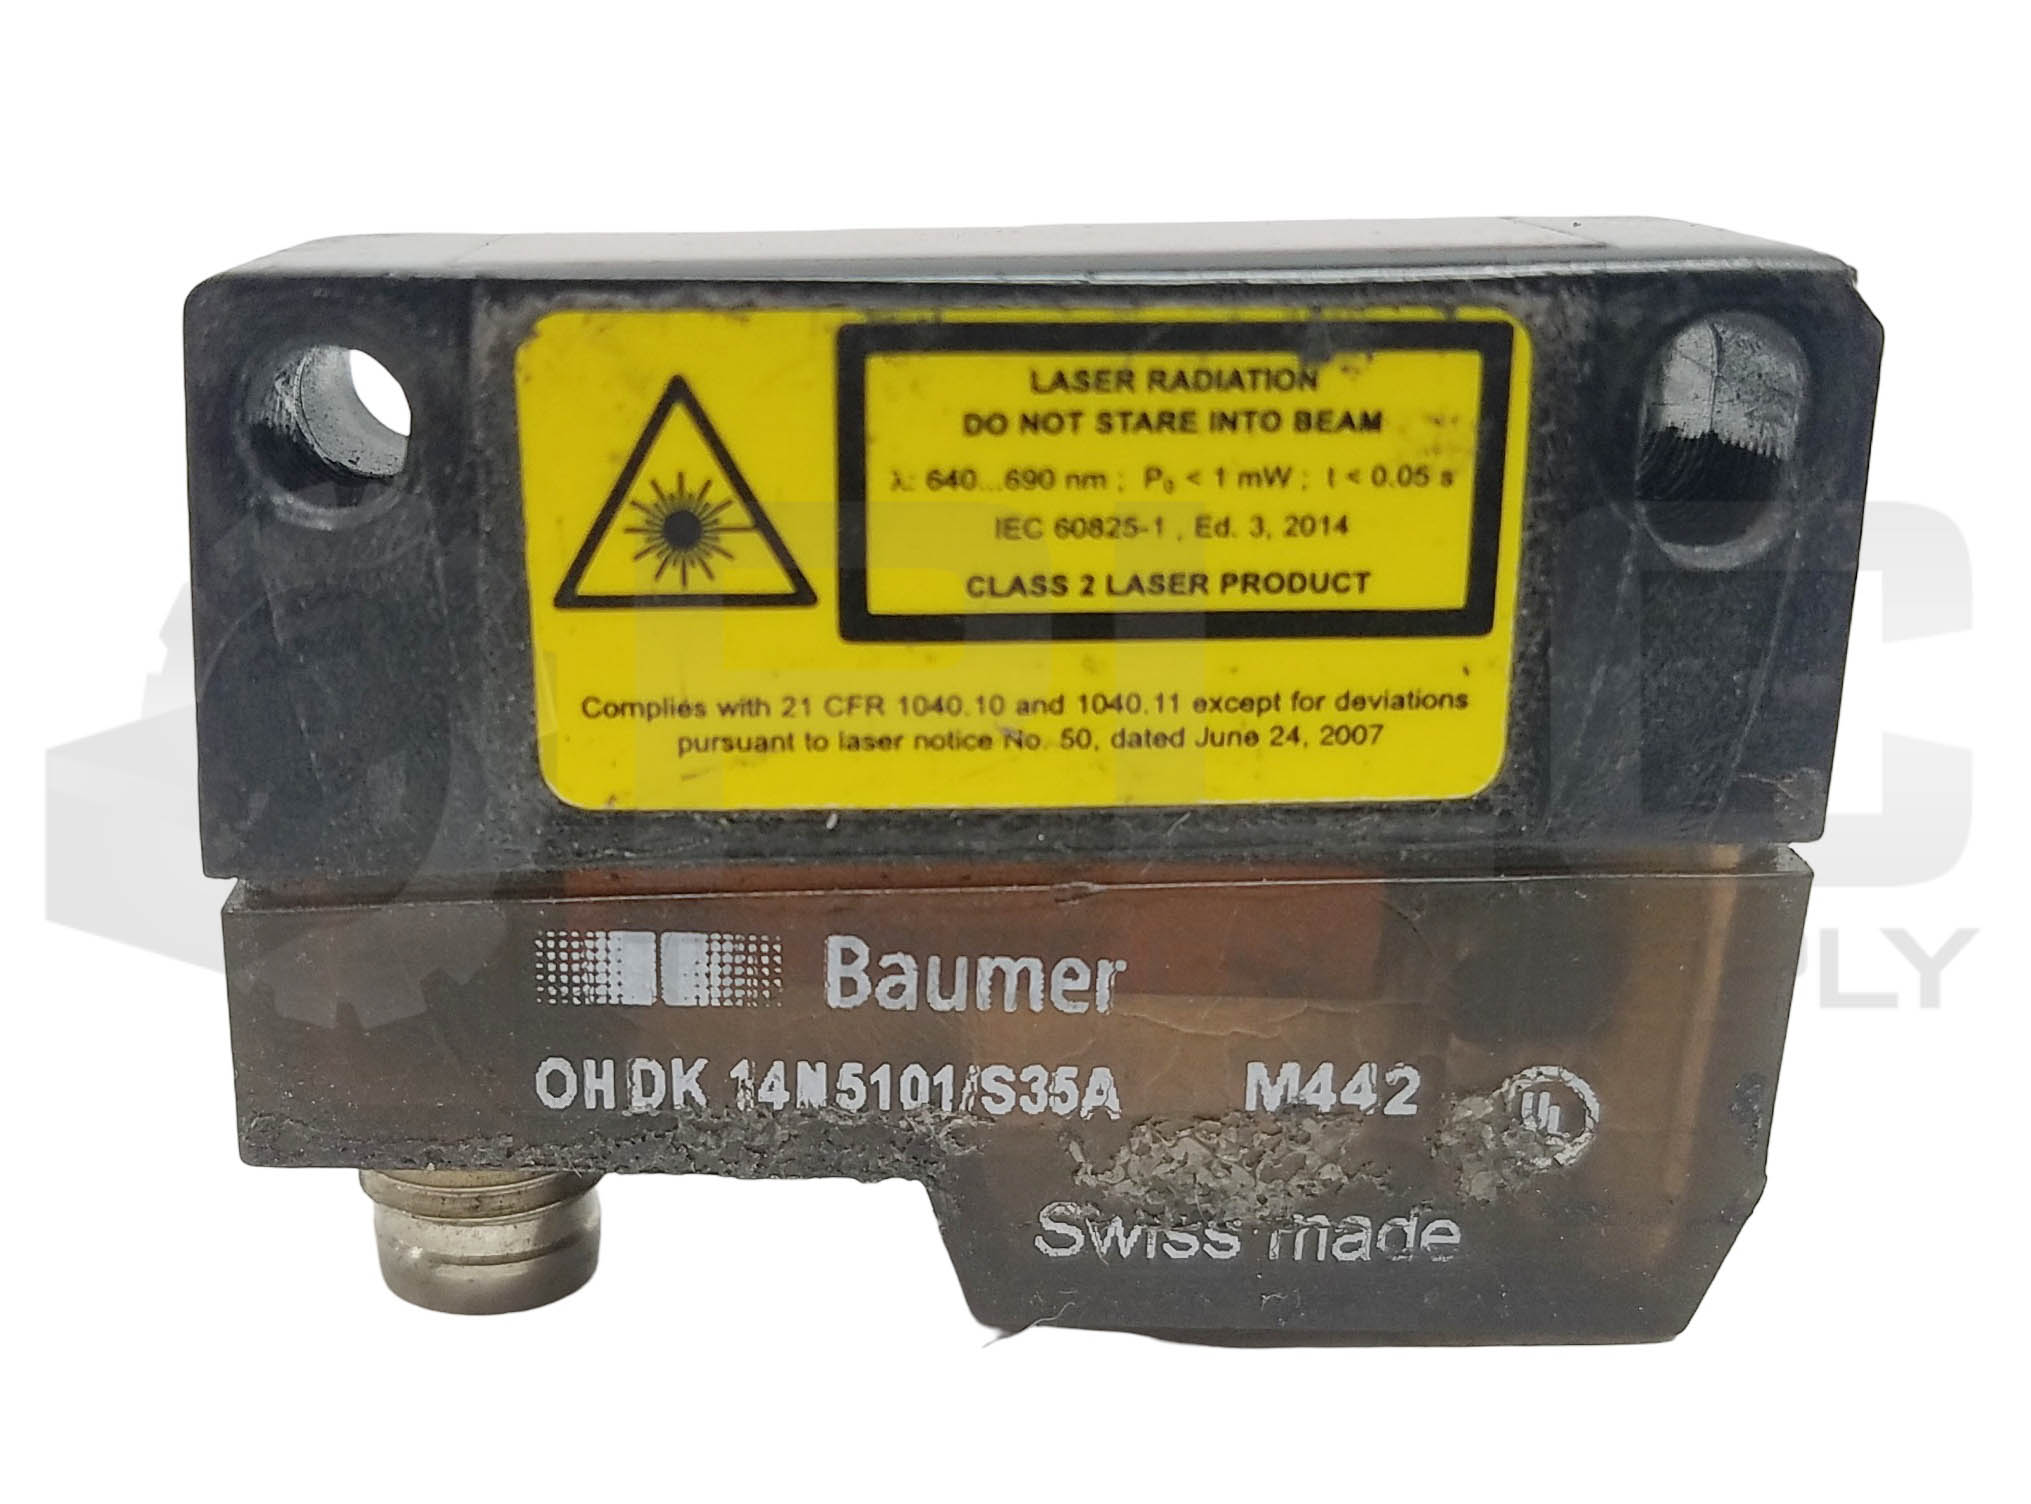 LASER RADIATION
DO NOT STARE INTO BEAM
λ: 640...690 nm ; P₀ < 1 mW ; t < 0.05 s
IEC 60825-1 , Ed. 3, 2014
CLASS 2 LASER PRODUCT
Complies with 21 CFR 1040.10 and 1040.11 except for deviations
pursuant to laser notice No. 50, dated June 24, 2007
Baumer
OHDK 14N5101/S35A M442 UL
Swiss made